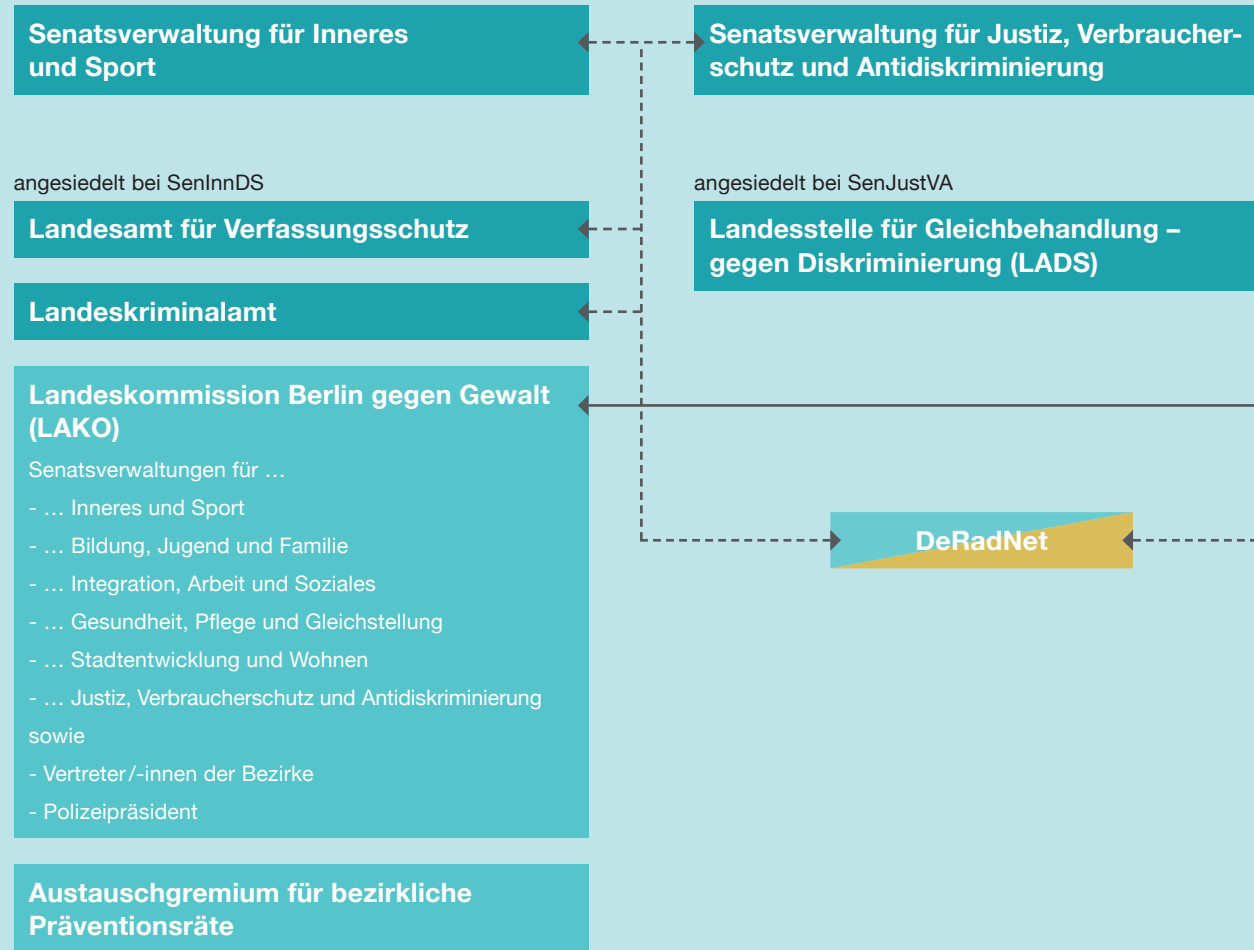 Senatsverwaltung für Inneres
und Sport
Senatsverwaltung für Justiz, Verbraucher-
schutz und Antidiskriminierung
angesiedelt bei SenInnDS
Landesamt für Verfassungsschutz
Landeskriminalamt
angesiedelt bei SenJustVA
Landesstelle für Gleichbehandlung –
gegen Diskriminierung (LADS)
Landeskommission Berlin gegen Gewalt
(LAKO)
Senatsverwaltungen für …
- … Inneres und Sport
- … Bildung, Jugend und Familie
- … Integration, Arbeit und Soziales
- … Gesundheit, Pflege und Gleichstellung
- … Stadtentwicklung und Wohnen
- … Justiz, Verbraucherschutz und Antidiskriminierung
sowie
- Vertreter/-innen der Bezirke
- Polizeipräsident
DeRadNet
Austauschgremium für bezirkliche
Präventionsräte